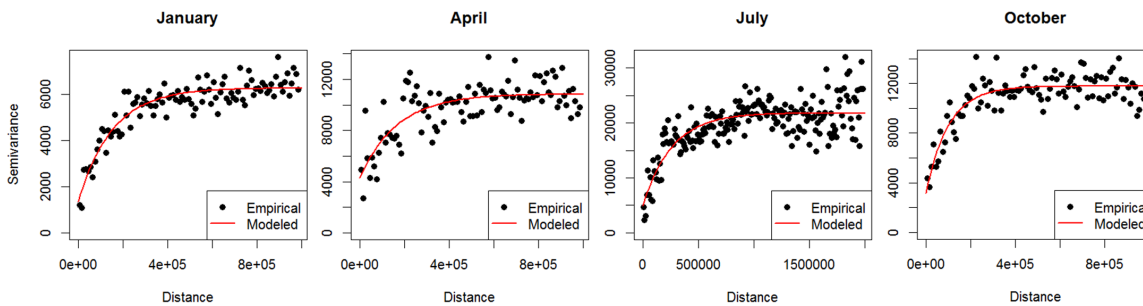 January
April
July
October
Semivariance
0
2000
4000
6000
0e+00 4e+05 8e+05
Distance
Empirical
Modeled
0
4000
8000
12000
0e+00 4e+05 8e+05
Distance
Empirical
Modeled
0
10000
20000
30000
0 500000 1500000
Distance
Empirical
Modeled
0
4000
8000
12000
0e+00 4e+05 8e+05
Distance
Empirical
Modeled